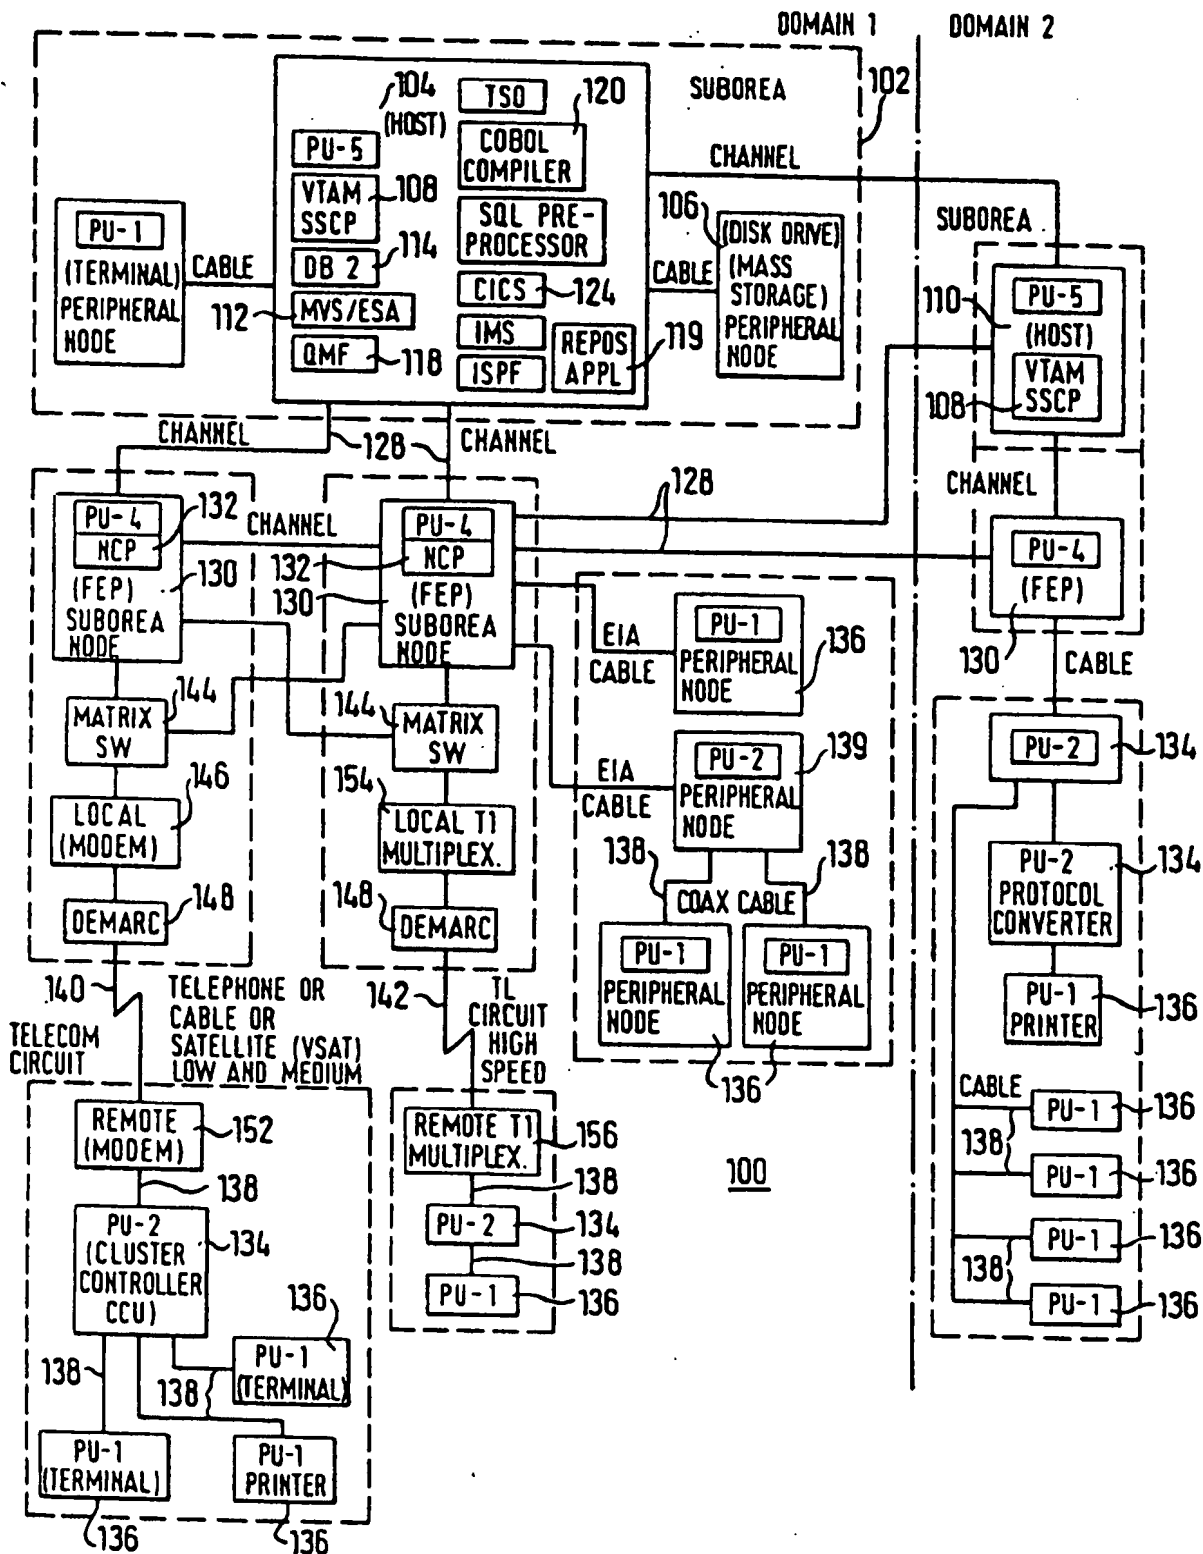 DOMAIN 1
DOMAIN 2
SUBOREA
102
104
(HOST)
PU-5
VTAM
SSCP
108
DB 2
114
MVS/ESA
112
QMF
118
TSO
120
COBOL
COMPILER
SQL PRE-
PROCESSOR
CICS
124
IMS
ISPF
REPOS
APPL
119
PU-1
(TERMINAL)
PERIPHERAL
NODE
CABLE
CABLE
106
(DISK DRIVE)
(MASS
STORAGE)
PERIPHERAL
NODE
CHANNEL
SUBOREA
110
PU-5
(HOST)
VTAM
SSCP
108
CHANNEL
128
CHANNEL
CHANNEL
PU-4
NCP
132
(FEP)
SUBOREA
NODE
130
CHANNEL
PU-4
NCP
132
130
(FEP)
SUBOREA
NODE
128
PU-4
(FEP)
130
CABLE
144
MATRIX
SW
146
LOCAL
(MODEM)
DEMARC
148
144
MATRIX
SW
154
LOCAL T1
MULTIPLEX.
148
DEMARC
EIA
CABLE
PU-1
PERIPHERAL
NODE
136
EIA
CABLE
PU-2
PERIPHERAL
NODE
139
138
138
COAX CABLE
PU-1
PERIPHERAL
NODE
PU-1
PERIPHERAL
NODE
136
PU-2
134
PU-2
PROTOCOL
CONVERTER
134
PU-1
PRINTER
136
CABLE
138
PU-1
136
PU-1
136
138
PU-1
136
PU-1
136
140
TELECOM
CIRCUIT
TELEPHONE OR
CABLE OR
SATELLITE (VSAT)
LOW AND MEDIUM
142
TL
CIRCUIT
HIGH
SPEED
REMOTE
(MODEM)
152
138
PU-2
(CLUSTER
CONTROLLER
CCU)
134
138
138
136
PU-1
(TERMINAL)
PU-1
(TERMINAL)
136
PU-1
PRINTER
136
REMOTE T1
MULTIPLEX.
156
138
PU-2
134
138
PU-1
136
100